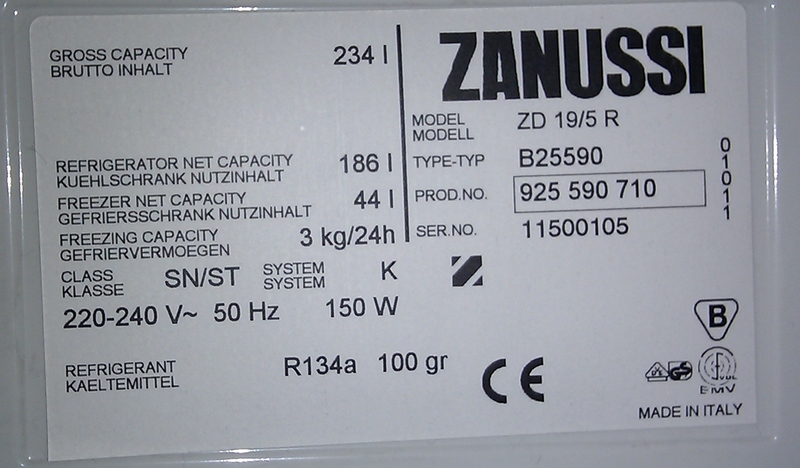 GROSS CAPACITY 234 l
BRUTTO INHALT
REFRIGERATOR NET CAPACITY 186 l
KUEHLSCHRANK NUTZINHALT
FREEZER NET CAPACITY 44 l
GEFRIERSSCHRANK NUTZINHALT
FREEZING CAPACITY 3 kg/24h
GEFRIERVERMOEGEN
CLASS SN/ST SYSTEM K
KLASSE SYSTEM
220-240 V~ 50 Hz 150 W
REFRIGERANT R134a 100 gr
KAELTEMITTEL
ZANUSSI
MODEL ZD 19/5 R
MODELL
TYPE-TYP B25590
PROD.NO. 925 590 710
SER.NO. 11500105
01011
B
CE
GS
EMV
MADE IN ITALY